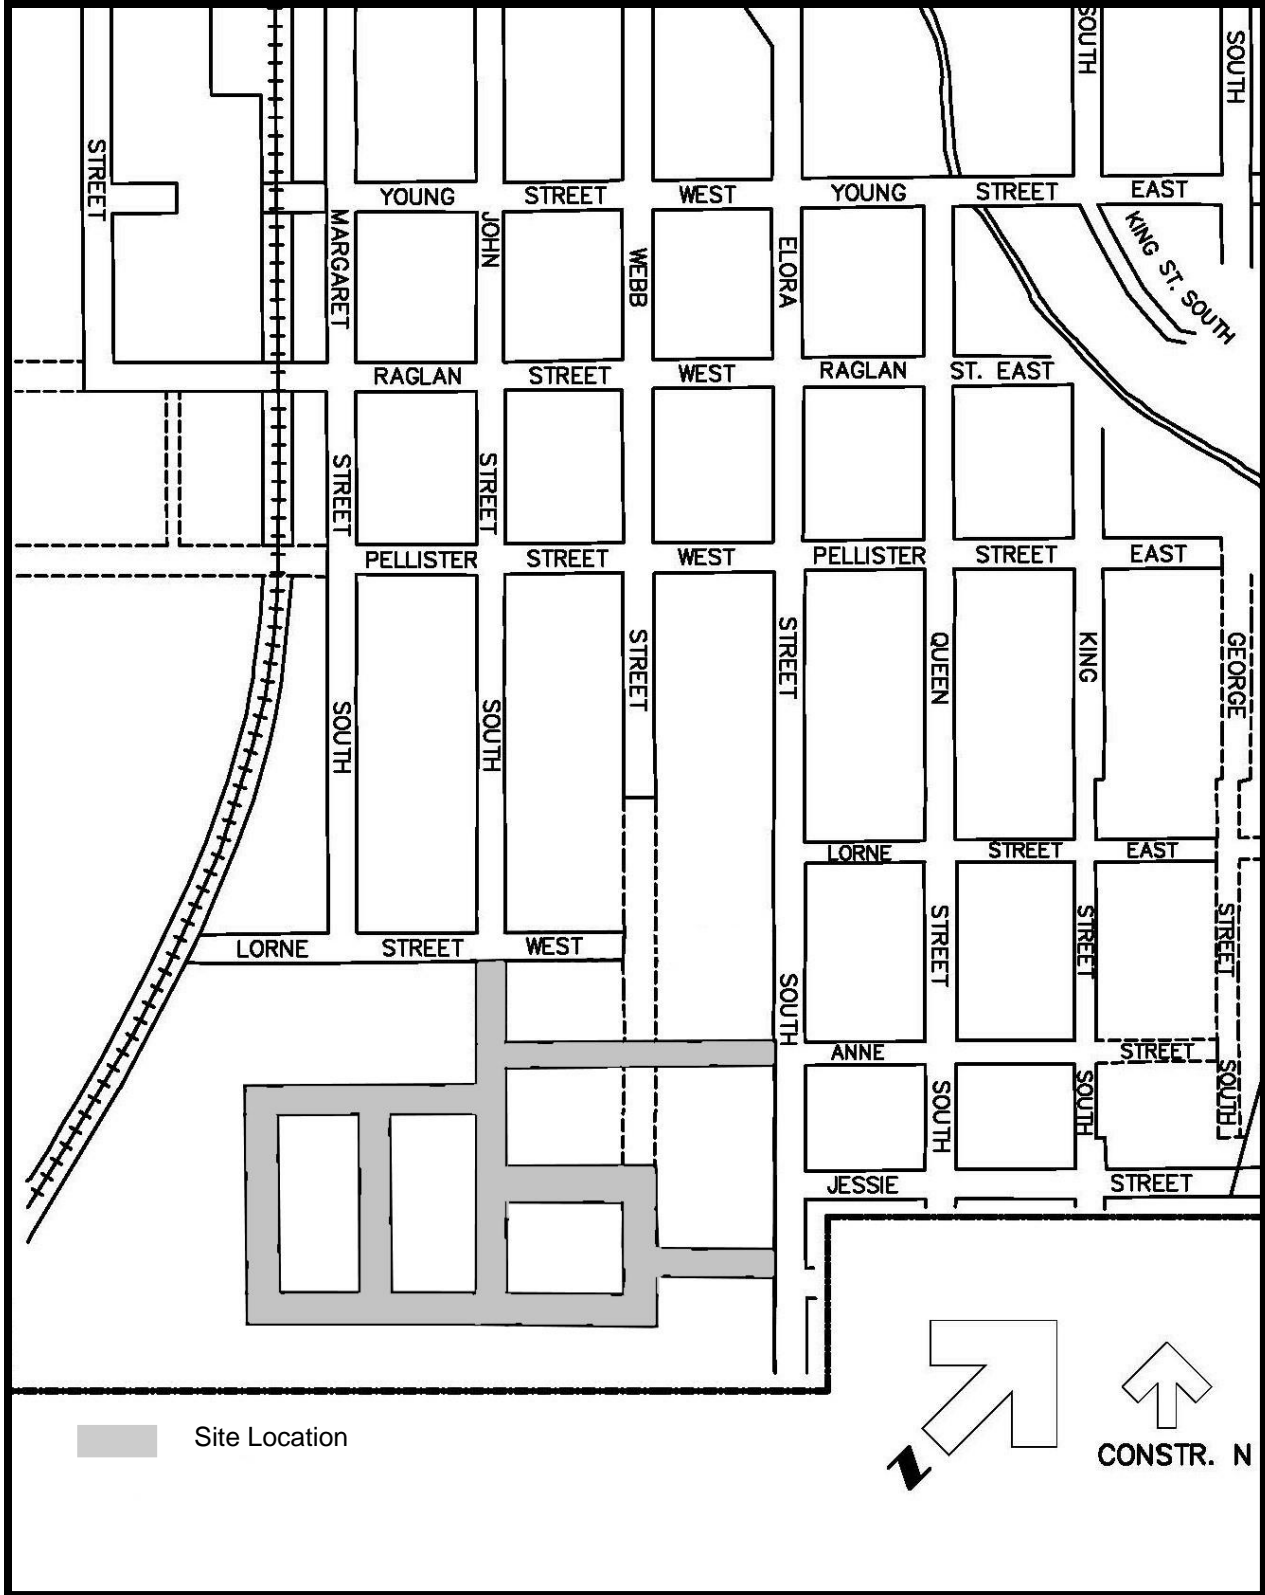 SOUTH
SOUTH
STREET
YOUNG STREET WEST YOUNG STREET EAST
MARGARET
JOHN
WEBB
ELORA
KING ST. SOUTH
RAGLAN STREET WEST RAGLAN ST. EAST
STREET
STREET
PELLISTER STREET WEST PELLISTER STREET EAST
STREET
STREET
QUEEN
KING
GEORGE
SOUTH
SOUTH
LORNE STREET EAST
STREET
STREET
STREET
LORNE STREET WEST
SOUTH
ANNE STREET
SOUTH
SOUTH
SOUTH
JESSIE STREET
Site Location
N
CONSTR. N